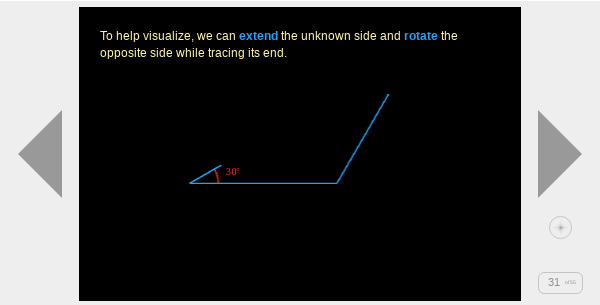 To help visualize, we can extend the unknown side and rotate the
opposite side while tracing its end.
30°
31